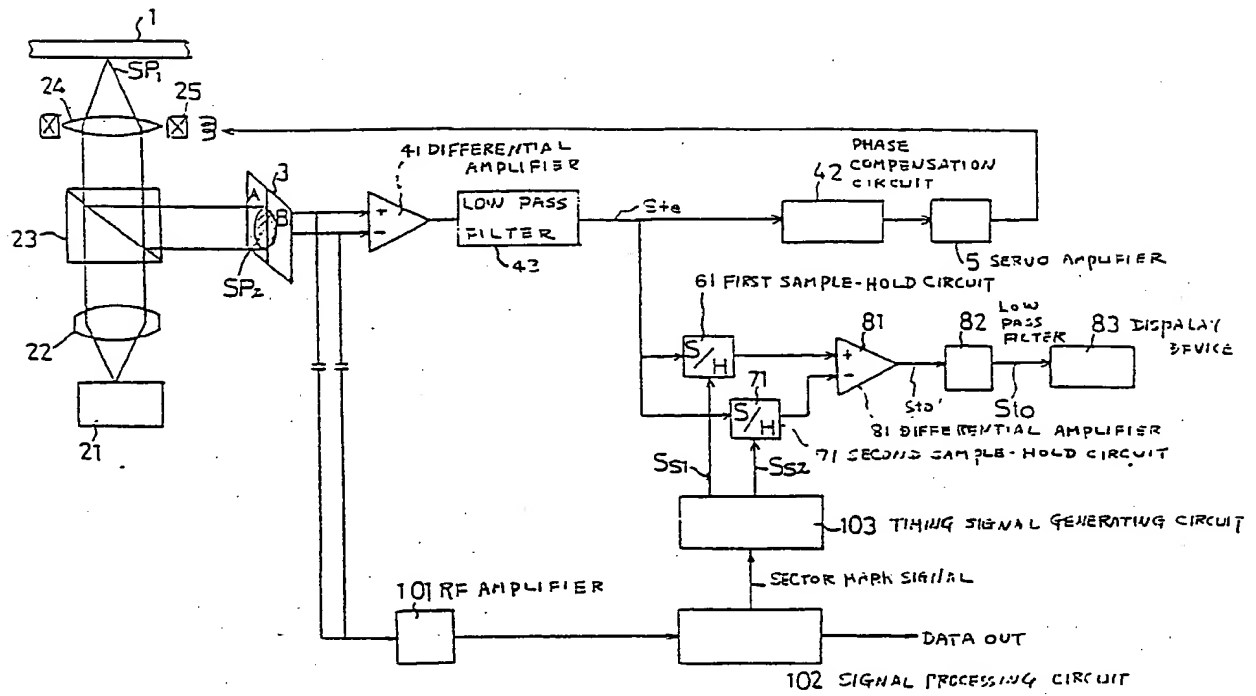 1
SP1
24
25
41 DIFFERENTIAL
AMPLIFIER
PHASE
COMPENSATION
CIRCUIT
3
42
A
B
+
−
LOW PASS
FILTER
43
Ste
23
SP2
5 SERVO AMPLIFIER
61 FIRST SAMPLE-HOLD CIRCUIT
22
81
82
LOW
PASS
FILTER
83 DISPALAY
DEVICE
S/H
+
−
71
S/H
Sto'
Sto
21
81 DIFFERENTIAL AMPLIFIER
71 SECOND SAMPLE-HOLD CIRCUIT
SS1
SS2
103 TIMING SIGNAL GENERATING CIRCUIT
SECTOR MARK SIGNAL
101 RF AMPLIFIER
DATA OUT
102 SIGNAL PROCESSING CIRCUIT